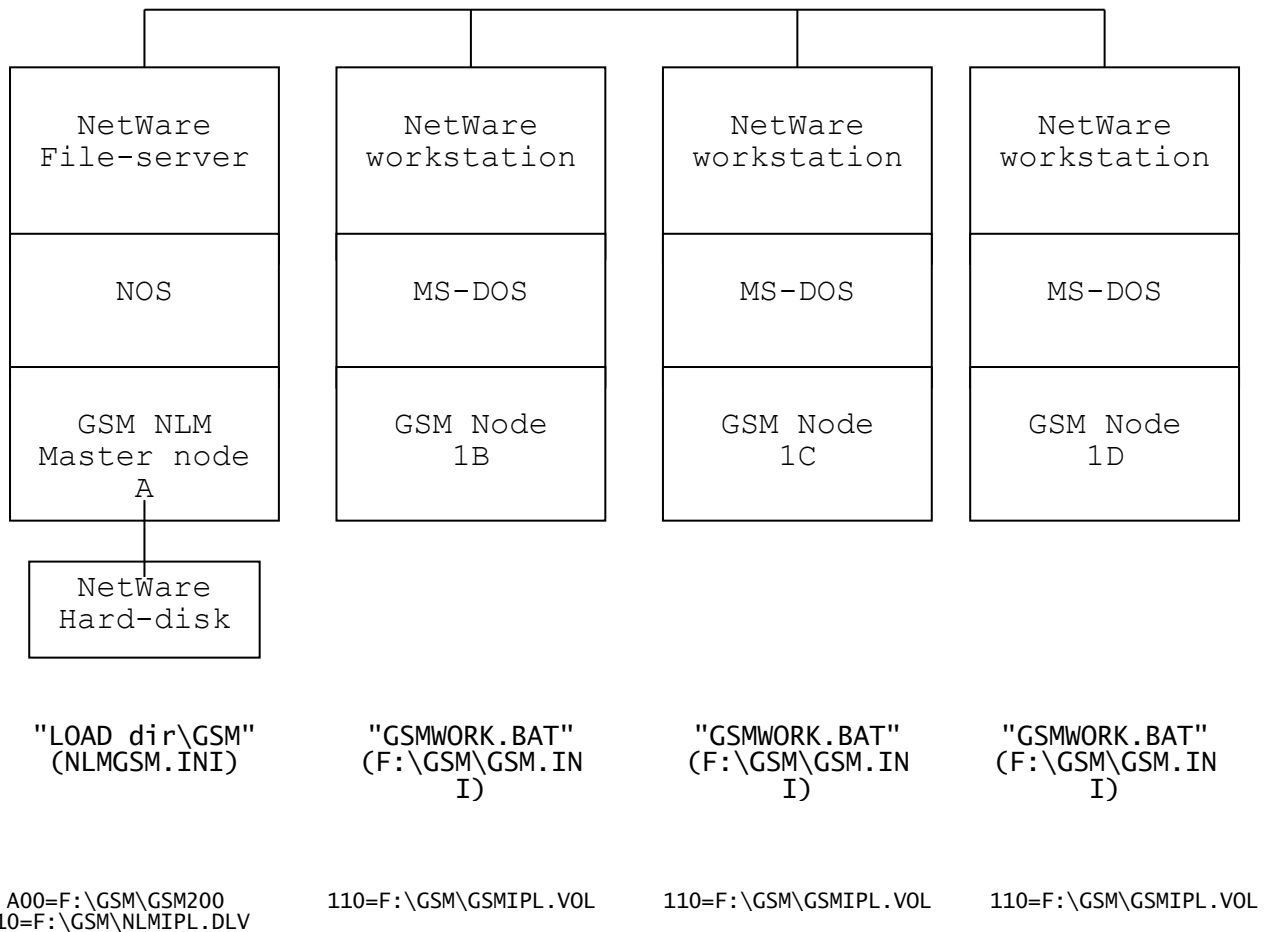 NetWare
File-server
NetWare
workstation
NetWare
workstation
NetWare
workstation
NOS
MS-DOS
MS-DOS
MS-DOS
GSM NLM
Master node
A
GSM Node
1B
GSM Node
1C
GSM Node
1D
NetWare
Hard-disk
"LOAD dir\GSM"
(NLMGSM.INI)
"GSMWORK.BAT"
(F:\GSM\GSM.IN
I)
"GSMWORK.BAT"
(F:\GSM\GSM.IN
I)
"GSMWORK.BAT"
(F:\GSM\GSM.IN
I)
A00=F:\GSM\GSM200
10=F:\GSM\NLMIPL.DLV
110=F:\GSM\GSMIPL.VOL
110=F:\GSM\GSMIPL.VOL
110=F:\GSM\GSMIPL.VOL